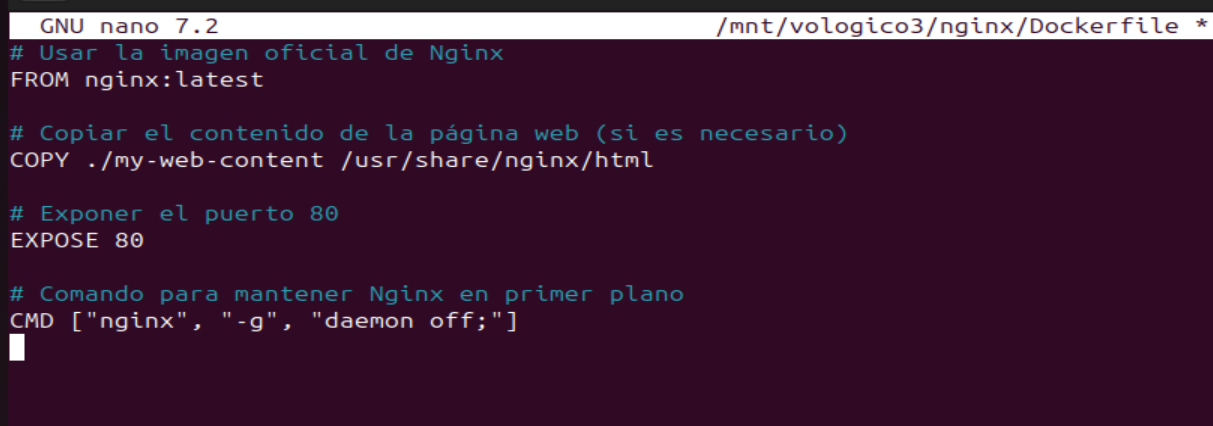 GNU nano 7.2 /mnt/vologico3/nginx/Dockerfile *
# Usar la imagen oficial de Nginx
FROM nginx:latest
# Copiar el contenido de la página web (si es necesario)
COPY ./my-web-content /usr/share/nginx/html
# Exponer el puerto 80
EXPOSE 80
# Comando para mantener Nginx en primer plano
CMD ["nginx", "-g", "daemon off;"]